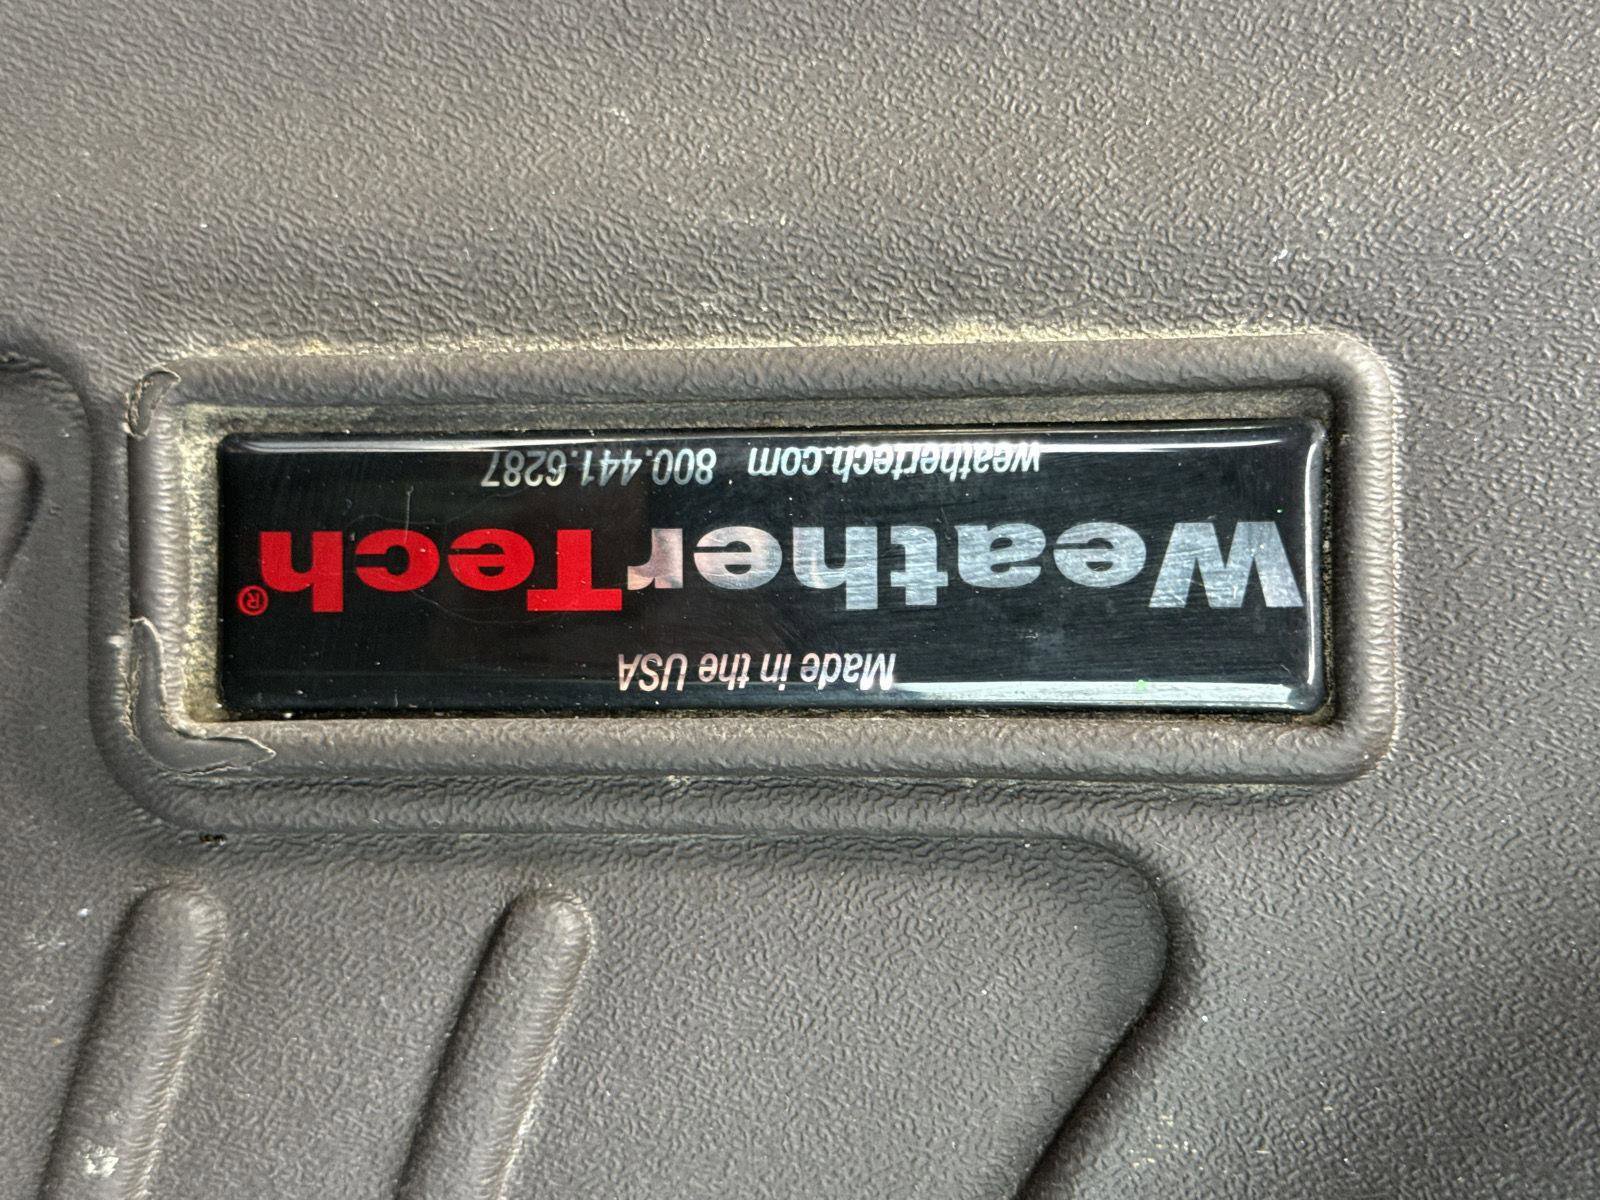 Made in the USA
WeatherTech®
weathertech.com 800.441.6287